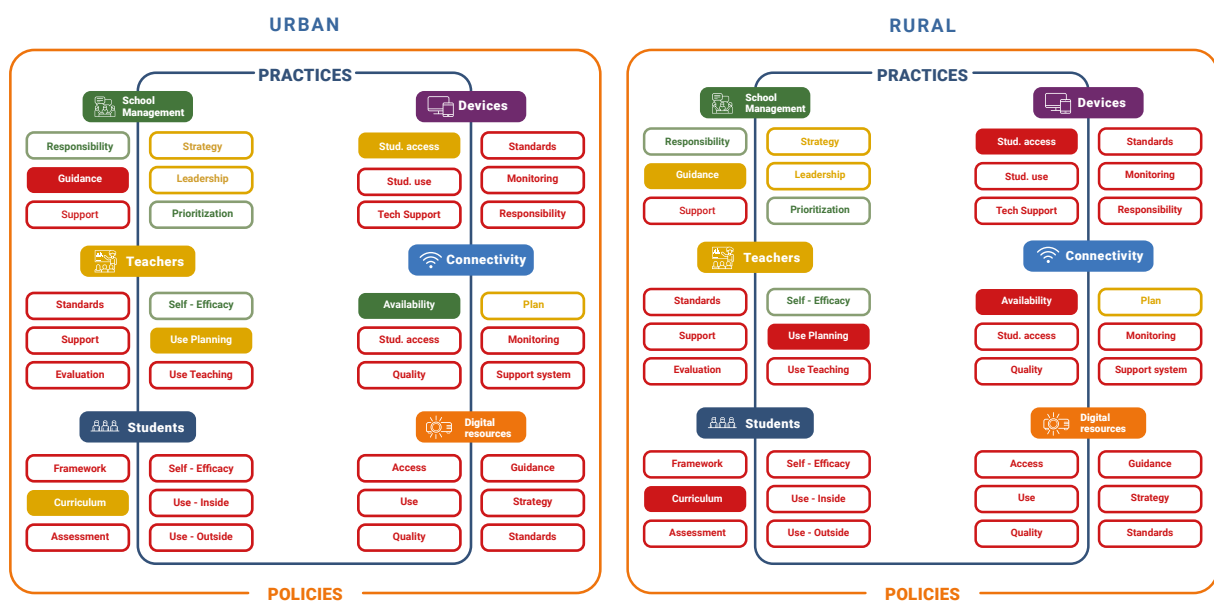 URBAN
PRACTICES
School
Management
Devices
Responsibility
Strategy
Stud. access
Standards
Guidance
Leadership
Stud. use
Monitoring
Support
Prioritization
Tech Support
Responsibility
Teachers
Connectivity
Standards
Self - Efficacy
Availability
Plan
Support
Use Planning
Stud. access
Monitoring
Evaluation
Use Teaching
Quality
Support system
Students
Digital
resources
Framework
Self - Efficacy
Access
Guidance
Curriculum
Use - Inside
Use
Strategy
Assessment
Use - Outside
Quality
Standards
POLICIES
RURAL
PRACTICES
School
Management
Devices
Responsibility
Strategy
Stud. access
Standards
Guidance
Leadership
Stud. use
Monitoring
Support
Prioritization
Tech Support
Responsibility
Teachers
Connectivity
Standards
Self - Efficacy
Availability
Plan
Support
Use Planning
Stud. access
Monitoring
Evaluation
Use Teaching
Quality
Support system
Students
Digital
resources
Framework
Self - Efficacy
Access
Guidance
Curriculum
Use - Inside
Use
Strategy
Assessment
Use - Outside
Quality
Standards
POLICIES